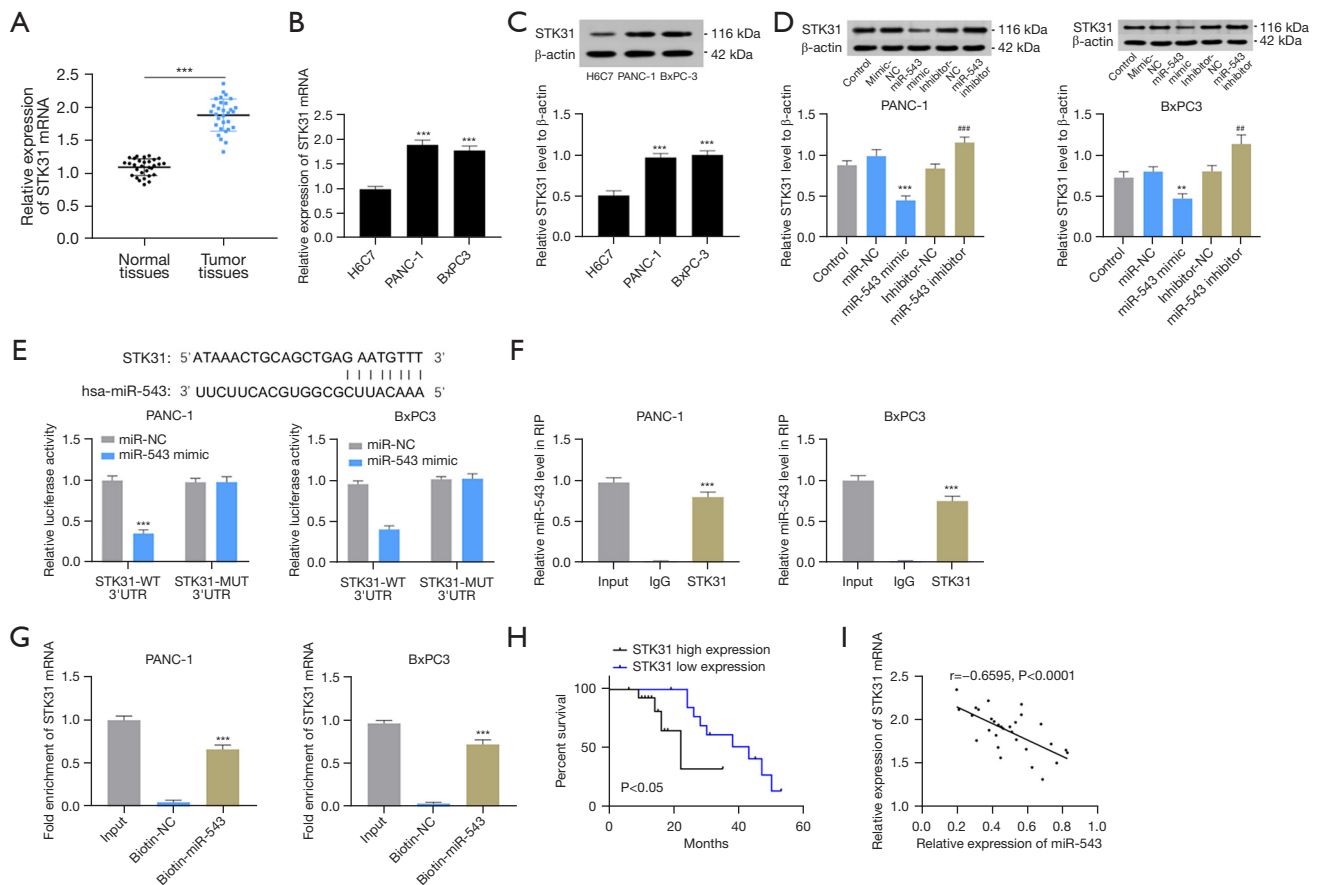 A
Relative expression
of STK31 mRNA
2.5
2.0
1.5
1.0
0.5
0.0
***
Normal
tissues
Tumor
tissues
B
Relative expression of STK31 mRNA
2.5
2.0
1.5
1.0
2.5
0.0
***
***
H6C7
PANC-1
BxPC3
C
STK31
β-actin
- 116 kDa
- 42 kDa
H6C7 PANC-1 BxPC-3
Relative STK31 level to β-actin
1.5
1.0
0.5
0.0
***
***
H6C7
PANC-1
BxPC-3
D
STK31
β-actin
- 116 kDa
- 42 kDa
Control
Mimic-
NC
miR-543
mimic
Inhibitor-
NC
miR-543
inhibitor
PANC-1
Relative STK31 level to β-actin
1.5
1.0
0.5
0.0
***
###
Control
miR-NC
miR-543 mimic
Inhibitor-NC
miR-543 inhibitor
STK31
β-actin
- 116 kDa
- 42 kDa
Control
Mimic-
NC
miR-543
mimic
Inhibitor-
NC
miR-543
inhibitor
BxPC3
Relative STK31 level to β-actin
1.5
1.0
0.5
0.0
**
##
Control
miR-NC
miR-543 mimic
Inhibitor-NC
miR-543 inhibitor
E
STK31: 5' ATAAACTGCAGCTGAG AATGTTT 3'
hsa-miR-543: 3' UUCUUCACGUGGCGCUUACAAA 5'
PANC-1
Relative luciferase activity
1.5
1.0
0.5
0.0
miR-NC
miR-543 mimic
***
STK31-WT
3'UTR
STK31-MUT
3'UTR
BxPC3
Relative luciferase activity
1.5
1.0
0.5
0.0
miR-NC
miR-543 mimic
STK31-WT
3'UTR
STK31-MUT
3'UTR
F
PANC-1
Relative miR-543 level in RIP
1.5
1.0
0.5
0.0
***
Input
IgG
STK31
BxPC3
Relative miR-543 level in RIP
1.5
1.0
0.5
0.0
***
Input
IgG
STK31
G
PANC-1
Fold enrichment of STK31 mRNA
1.5
1.0
0.5
0.0
***
Input
Biotin-NC
Biotin-miR-543
BxPC3
Fold enrichment of STK31 mRNA
1.5
1.0
0.5
0.0
***
Input
Biotin-NC
Biotin-miR-543
H
STK31 high expression
STK31 low expression
Percent survival
100
50
0
P<0.05
0
20
40
60
Months
I
Relative expression of STK31 mRNA
2.5
2.0
1.5
1.0
r=−0.6595, P<0.0001
0.0
0.2
0.4
0.6
0.8
1.0
Relative expression of miR-543